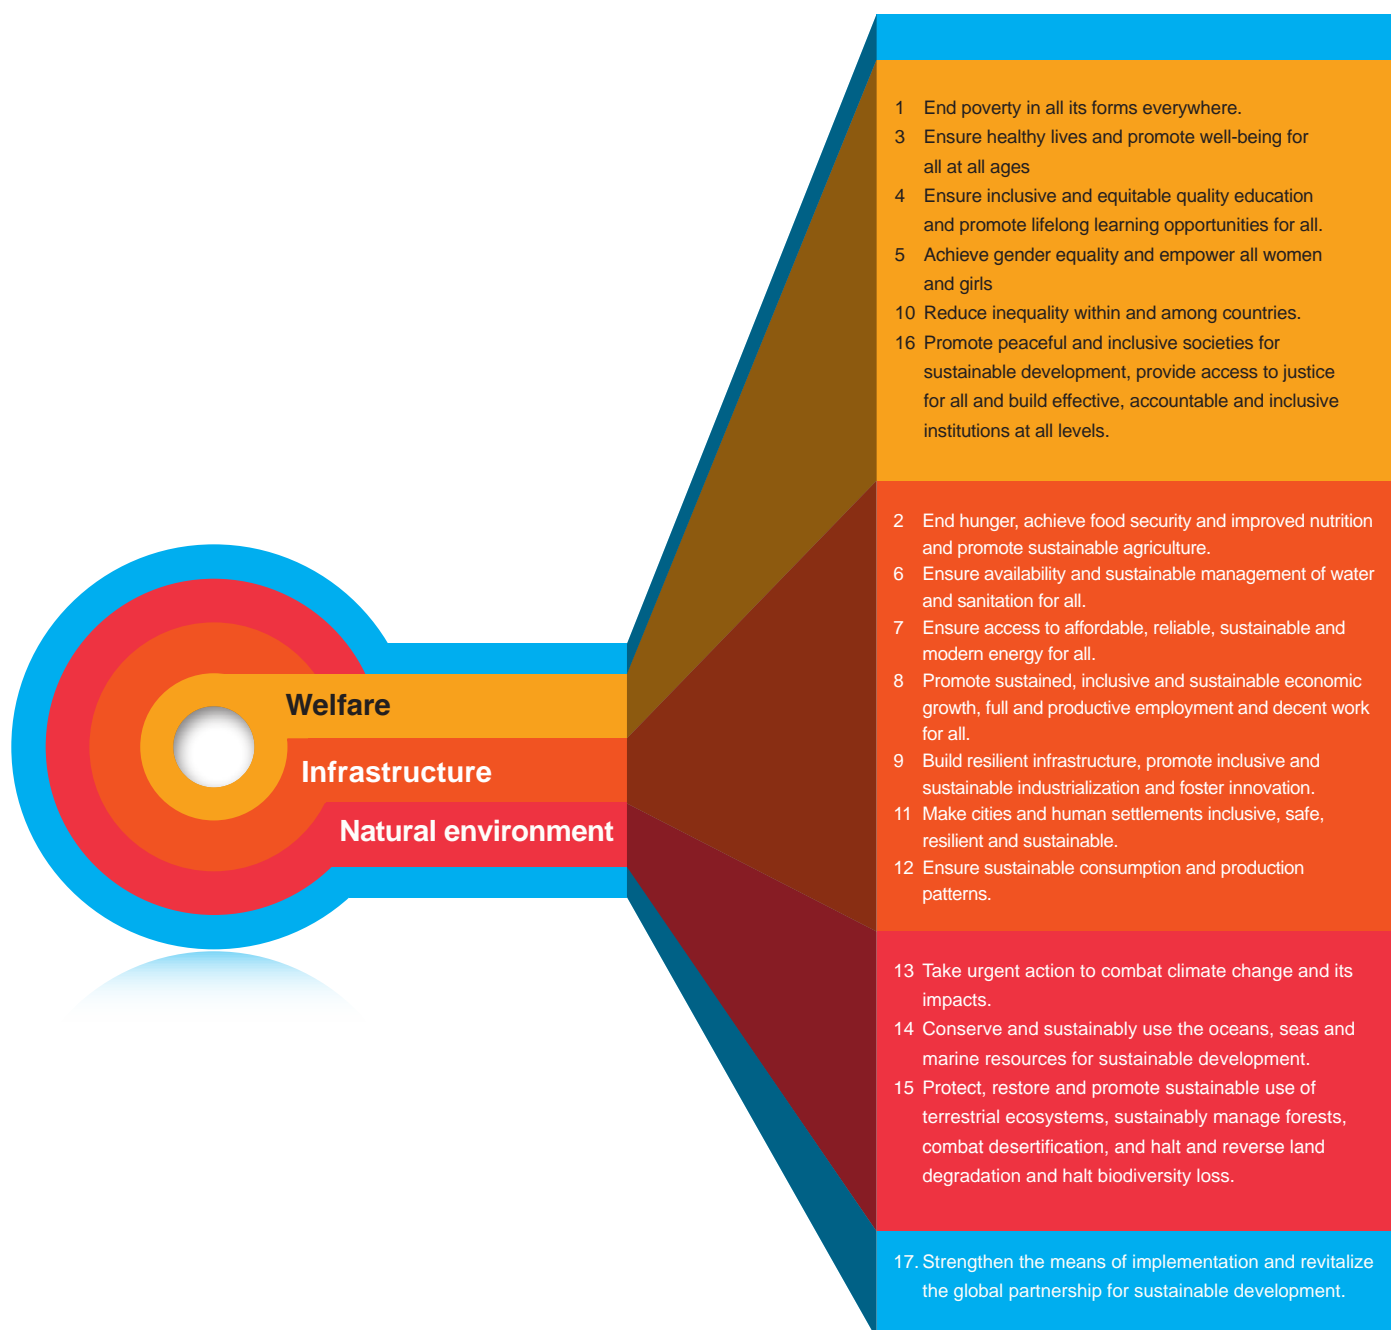 Welfare
Infrastructure
Natural environment
1 End poverty in all its forms everywhere.
3 Ensure healthy lives and promote well-being for
all at all ages
4 Ensure inclusive and equitable quality education
and promote lifelong learning opportunities for all.
5 Achieve gender equality and empower all women
and girls
10 Reduce inequality within and among countries.
16 Promote peaceful and inclusive societies for
sustainable development, provide access to justice
for all and build effective, accountable and inclusive
institutions at all levels.
2 End hunger, achieve food security and improved nutrition
and promote sustainable agriculture.
6 Ensure availability and sustainable management of water
and sanitation for all.
7 Ensure access to affordable, reliable, sustainable and
modern energy for all.
8 Promote sustained, inclusive and sustainable economic
growth, full and productive employment and decent work
for all.
9 Build resilient infrastructure, promote inclusive and
sustainable industrialization and foster innovation.
11 Make cities and human settlements inclusive, safe,
resilient and sustainable.
12 Ensure sustainable consumption and production
patterns.
13 Take urgent action to combat climate change and its
impacts.
14 Conserve and sustainably use the oceans, seas and
marine resources for sustainable development.
15 Protect, restore and promote sustainable use of
terrestrial ecosystems, sustainably manage forests,
combat desertification, and halt and reverse land
degradation and halt biodiversity loss.
17. Strengthen the means of implementation and revitalize
the global partnership for sustainable development.